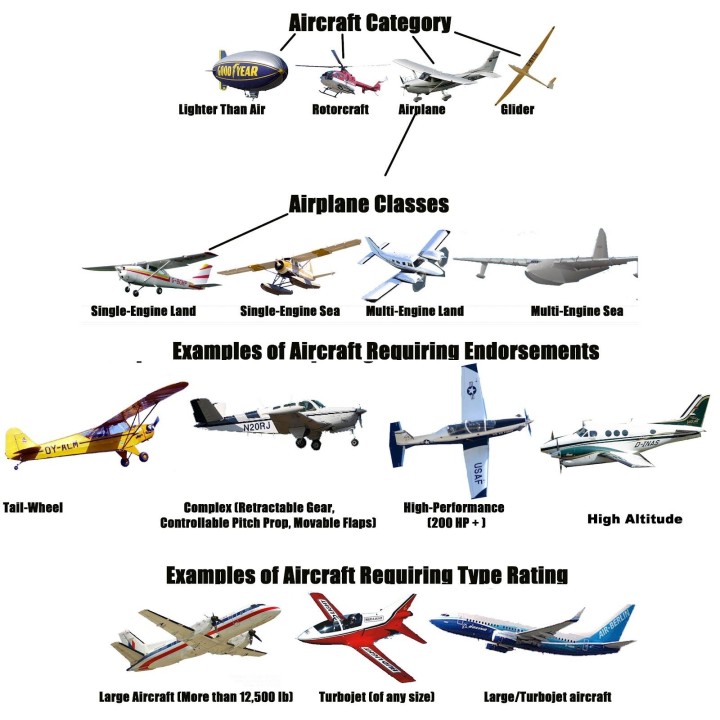 Aircraft Category
GOODYEAR
Lighter Than Air
Rotorcraft
Airplane
Glider
Airplane Classes
Single-Engine Land
Single-Engine Sea
Multi-Engine Land
Multi-Engine Sea
Examples of Aircraft Requiring Endorsements
OY-ALM
N20RJ
USAF
D-INAS
Tail-Wheel
Complex (Retractable Gear,
Controllable Pitch Prop, Movable Flaps)
High-Performance
(200 HP + )
High Altitude
Examples of Aircraft Requiring Type Rating
AIR-BERLIN
Large Aircraft (More than 12,500 lb)
Turbojet (of any size)
Large/Turbojet aircraft